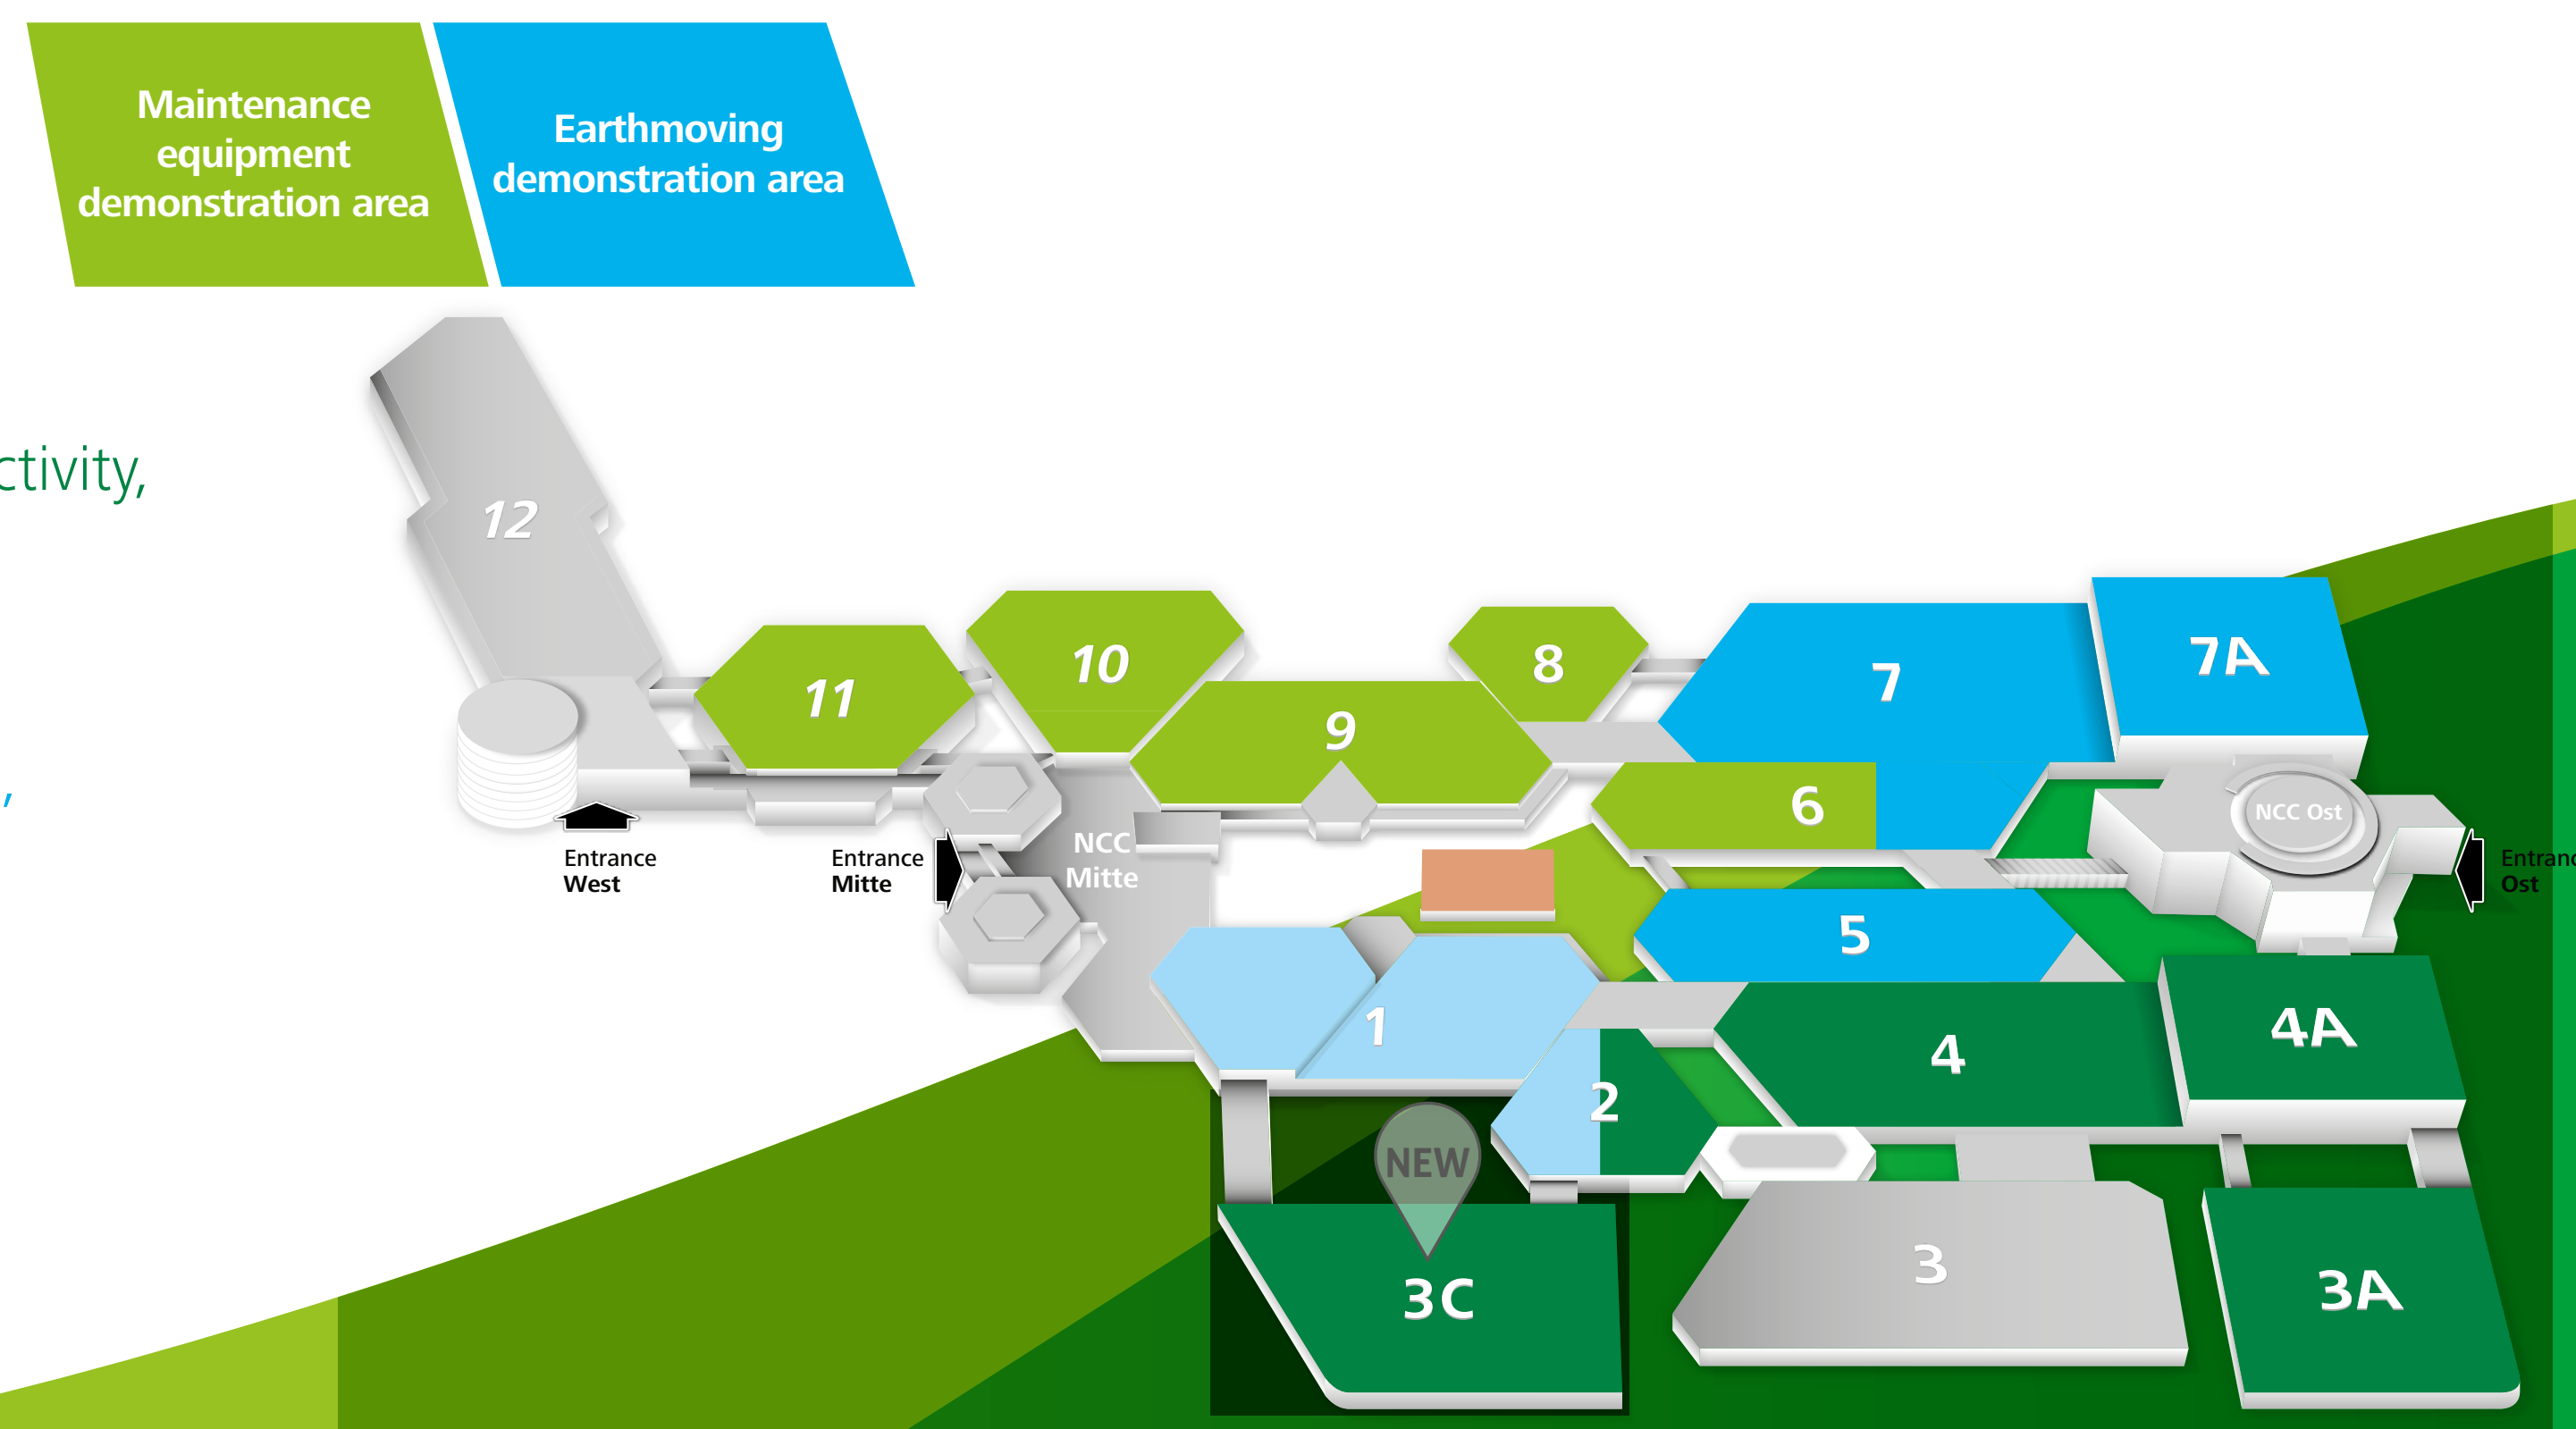 Maintenance
equipment
demonstration area
Earthmoving
demonstration area
ctivity,
,
12
11
10
9
8
7
7A
6
5
NCC Ost
NCC
Mitte
Entrance
West
Entrance
Mitte
Entranc
Ost
1
2
4
4A
NEW
3C
3
3A